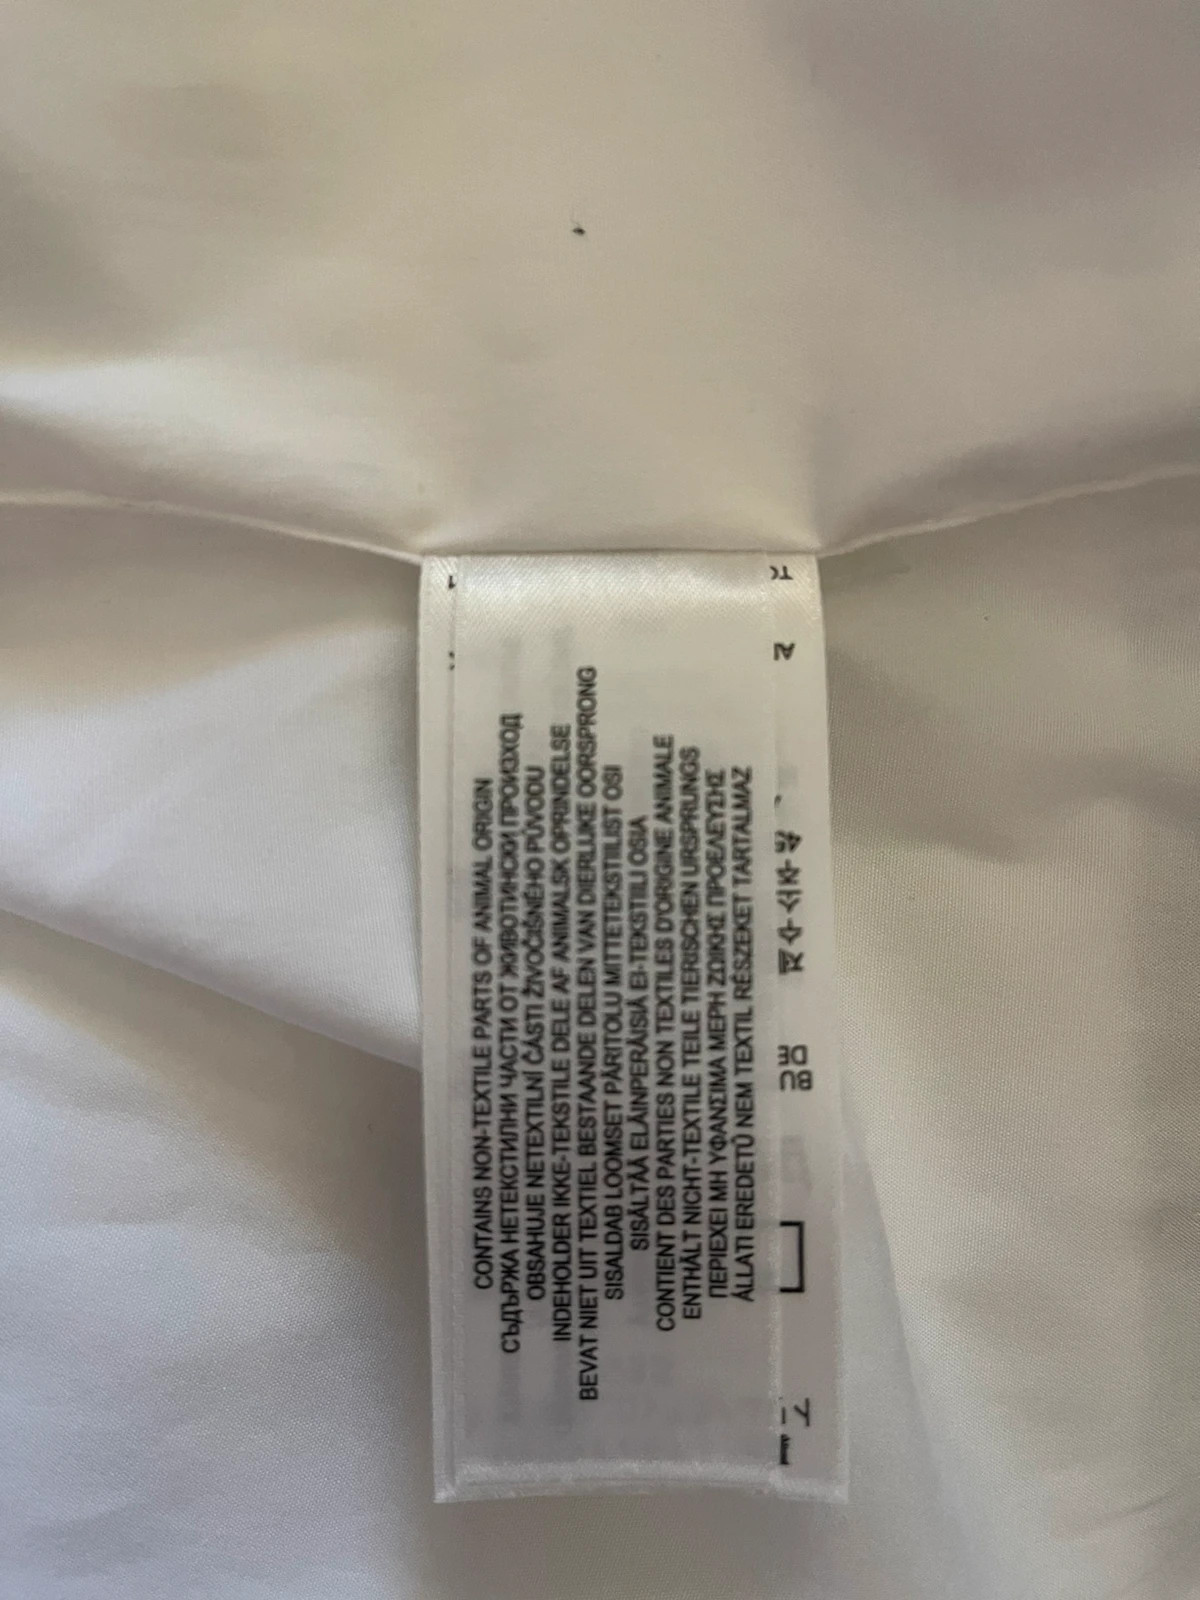 CONTAINS NON-TEXTILE PARTS OF ANIMAL ORIGIN
СЪДЪРЖА НЕТЕКСТИЛНИ ЧАСТИ ОТ ЖИВОТИНСКИ ПРОИЗХОД
OBSAHUJE NETEXTILNÍ ČÁSTI ŽIVOČIŠNÉHO PŮVODU
INDEHOLDER IKKE-TEKSTILE DELE AF ANIMALSK OPRINDELSE
BEVAT NIET UIT TEXTIEL BESTAANDE DELEN VAN DIERLIJKE OORSPRONG
SISALDAB LOOMSET PÄRITOLU MITTETEKSTIILIST OSI
SISÄLTÄÄ ELÄINPERÄISIÄ EI-TEKSTIILI OSIA
CONTIENT DES PARTIES NON TEXTILES D'ORIGINE ANIMALE
ENTHÄLT NICHT-TEXTILE TEILE TIERISCHEN URSPRUNGS
ΠΕΡΙΕΧΕΙ ΜΗ ΥΦΑΝΣΙΜΑ ΜΕΡΗ ΖΩΙΚΗΣ ΠΡΟΕΛΕΥΣΗΣ
ÁLLATI EREDETŰ NEM TEXTIL RÉSZEKET TARTALMAZ